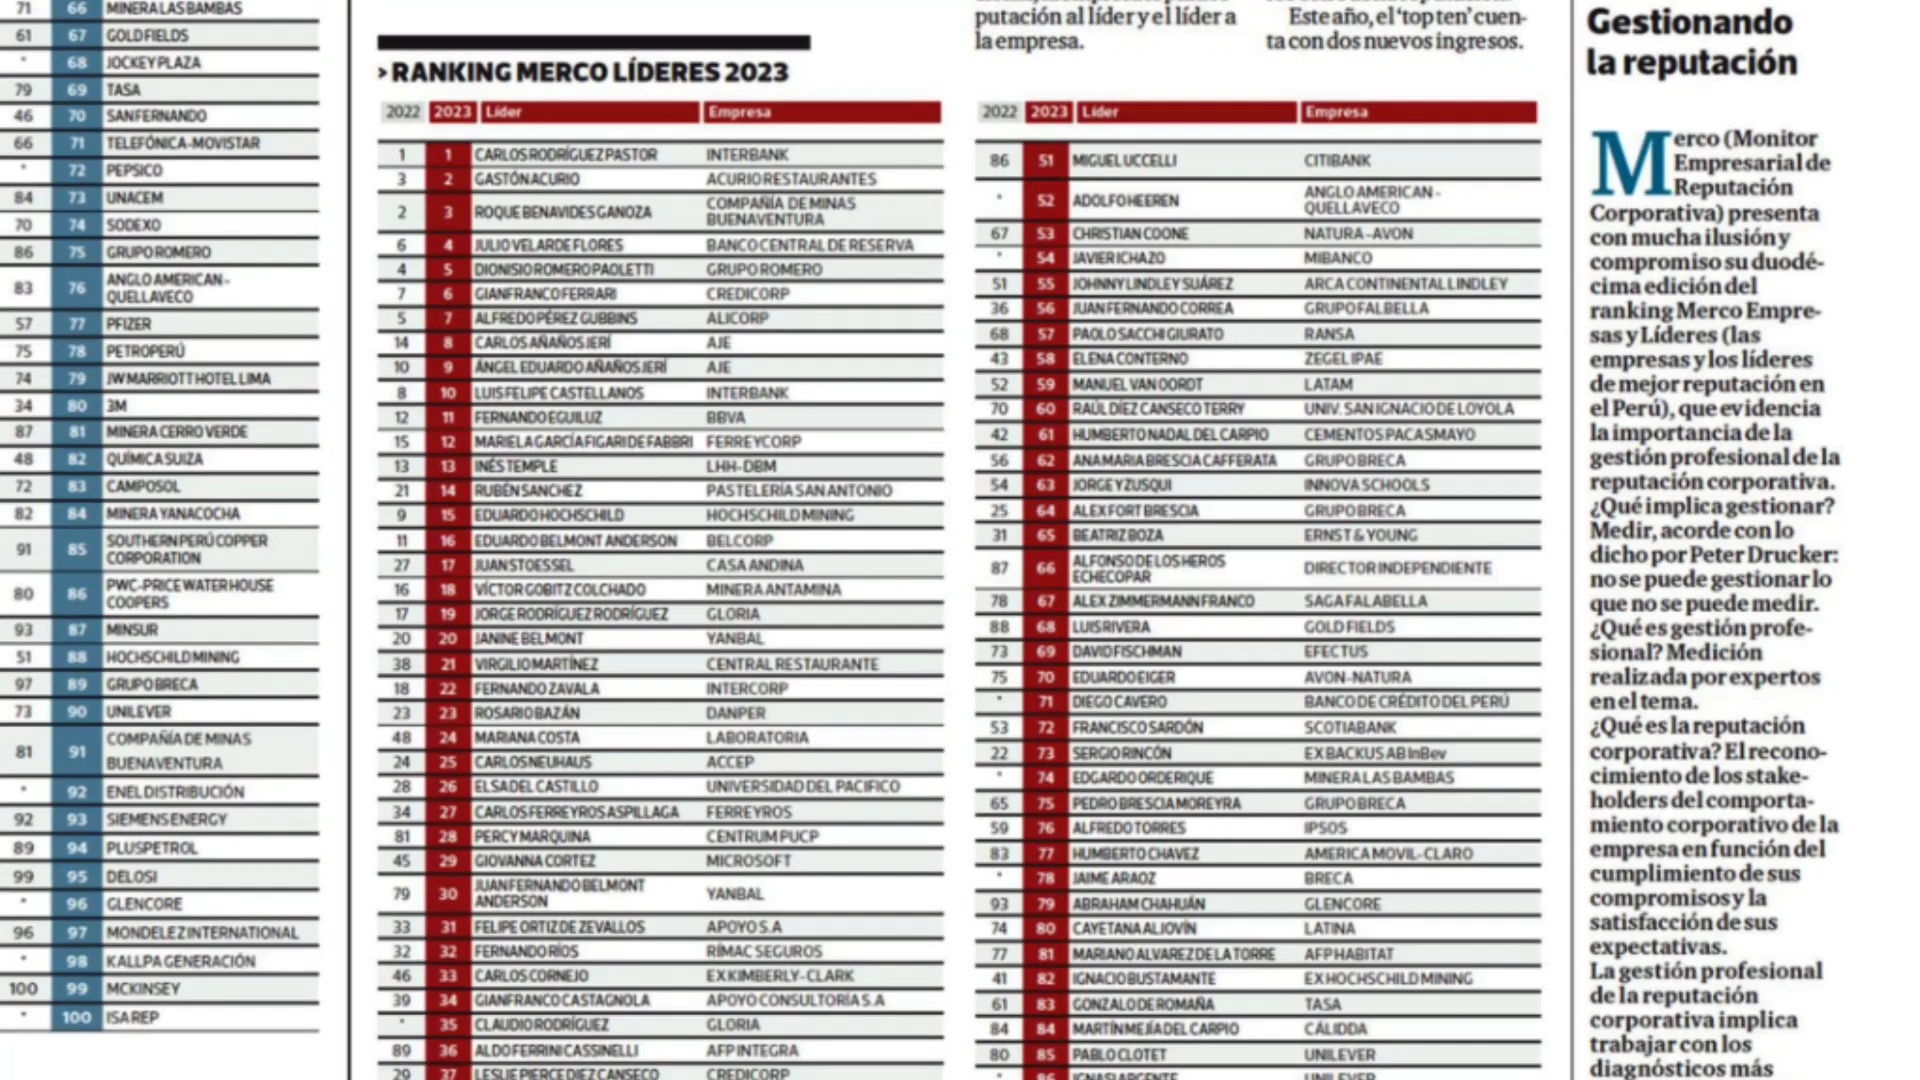 71 66 MINERA LAS BAMBAS
61 67 GOLD FIELDS
* 68 JOCKEY PLAZA
79 69 TASA
46 70 SAN FERNANDO
66 71 TELEFÓNICA-MOVISTAR
* 72 PEPSICO
84 73 UNACEM
70 74 SODEXO
86 75 GRUPO ROMERO
83 76 ANGLO AMERICAN -
QUELLAVECO
57 77 PFIZER
75 78 PETROPERÚ
74 79 JW MARRIOTT HOTEL LIMA
34 80 3M
87 81 MINERA CERRO VERDE
48 82 QUÍMICA SUIZA
72 83 CAMPOSOL
82 84 MINERA YANACOCHA
91 85 SOUTHERN PERÚ COPPER
CORPORATION
80 86 PWC-PRICE WATERHOUSE
COOPERS
93 87 MINSUR
51 88 HOCHSCHILD MINING
97 89 GRUPO BRECA
73 90 UNILEVER
81 91 COMPAÑÍA DE MINAS
BUENAVENTURA
* 92 ENEL DISTRIBUCIÓN
92 93 SIEMENS ENERGY
89 94 PLUSPETROL
99 95 DELOSI
* 96 GLENCORE
96 97 MONDELEZ INTERNATIONAL
* 98 KALLPA GENERACIÓN
100 99 MCKINSEY
* 100 ISA REP
> RANKING MERCO LÍDERES 2023
2022 2023 Líder Empresa
1 1 CARLOS RODRÍGUEZ PASTOR INTERBANK
3 2 GASTÓN ACURIO ACURIO RESTAURANTES
2 3 ROQUE BENAVIDES GANOZA COMPAÑÍA DE MINAS
BUENAVENTURA
6 4 JULIO VELARDE FLORES BANCO CENTRAL DE RESERVA
4 5 DIONISIO ROMERO PAOLETTI GRUPO ROMERO
7 6 GIANFRANCO FERRARI CREDICORP
5 7 ALFREDO PÉREZ GUBBINS ALICORP
14 8 CARLOS AÑAÑOS JERÍ AJE
10 9 ÁNGEL EDUARDO AÑAÑOS JERÍ AJE
8 10 LUIS FELIPE CASTELLANOS INTERBANK
12 11 FERNANDO EGUILUZ BBVA
15 12 MARIELA GARCÍA FIGARI DE FABBRI FERREYCORP
13 13 INÉS TEMPLE LHH-DBM
21 14 RUBÉN SANCHEZ PASTELERÍA SAN ANTONIO
9 15 EDUARDO HOCHSCHILD HOCHSCHILD MINING
11 16 EDUARDO BELMONT ANDERSON BELCORP
27 17 JUAN STOESSEL CASA ANDINA
16 18 VÍCTOR GOBITZ COLCHADO MINERA ANTAMINA
17 19 JORGE RODRÍGUEZ RODRÍGUEZ GLORIA
20 20 JANINE BELMONT YANBAL
38 21 VIRGILIO MARTÍNEZ CENTRAL RESTAURANTE
18 22 FERNANDO ZAVALA INTERCORP
23 23 ROSARIO BAZÁN DANPER
48 24 MARIANA COSTA LABORATORIA
24 25 CARLOS NEUHAUS ACCEP
28 26 ELSA DEL CASTILLO UNIVERSIDAD DEL PACIFICO
34 27 CARLOS FERREYROS ASPILLAGA FERREYROS
81 28 PERCY MARQUINA CENTRUM PUCP
45 29 GIOVANNA CORTEZ MICROSOFT
79 30 JUAN FERNANDO BELMONT
ANDERSON YANBAL
33 31 FELIPE ORTIZ DE ZEVALLOS APOYO S.A
32 32 FERNANDO RÍOS RÍMAC SEGUROS
46 33 CARLOS CORNEJO EX KIMBERLY-CLARK
39 34 GIANFRANCO CASTAGNOLA APOYO CONSULTORÍA S.A
* 35 CLAUDIO RODRÍGUEZ GLORIA
89 36 ALDO FERRINI CASSINELLI AFP INTEGRA
29 37 LESLIE PIERCE DIEZ CANSECO CREDICORP
putación al líder y el líder a
la empresa.
Este año, el 'top ten' cuen-
ta con dos nuevos ingresos.
2022 2023 Líder Empresa
86 51 MIGUEL UCCELLI CITIBANK
* 52 ADOLFO HEEREN ANGLO AMERICAN -
QUELLAVECO
67 53 CHRISTIAN COONE NATURA - AVON
* 54 JAVIER ICHAZO MIBANCO
51 55 JOHNNY LINDLEY SUÁREZ ARCA CONTINENTAL LINDLEY
36 56 JUAN FERNANDO CORREA GRUPO FALBELLA
68 57 PAOLO SACCHI GIURATO RANSA
43 58 ELENA CONTERNO ZEGEL IPAE
52 59 MANUEL VAN OORDT LATAM
70 60 RAÚL DÍEZ CANSECO TERRY UNIV. SAN IGNACIO DE LOYOLA
42 61 HUMBERTO NADAL DEL CARPIO CEMENTOS PACASMAYO
56 62 ANA MARIA BRESCIA CAFFERATA GRUPO BRECA
54 63 JORGE YZUSQUI INNOVA SCHOOLS
25 64 ALEX FORT BRESCIA GRUPO BRECA
31 65 BEATRIZ BOZA ERNST & YOUNG
87 66 ALFONSO DE LOS HEROS
ECHECOPAR DIRECTOR INDEPENDIENTE
78 67 ALEX ZIMMERMANN FRANCO SAGA FALABELLA
88 68 LUIS RIVERA GOLD FIELDS
73 69 DAVID FISCHMAN EFECTUS
75 70 EDUARDO EIGER AVON-NATURA
* 71 DIEGO CAVERO BANCO DE CRÉDITO DEL PERÚ
53 72 FRANCISCO SARDÓN SCOTIABANK
22 73 SERGIO RINCÓN EX BACKUS AB InBev
* 74 EDGARDO ORDERIQUE MINERA LAS BAMBAS
65 75 PEDRO BRESCIA MOREYRA GRUPO BRECA
59 76 ALFREDO TORRES IPSOS
83 77 HUMBERTO CHAVEZ AMERICA MOVIL-CLARO
* 78 JAIME ARAOZ BRECA
93 79 ABRAHAM CHAHUÁN GLENCORE
74 80 CAYETANA ALJOVÍN LATINA
77 81 MARIANO ALVAREZ DE LA TORRE AFP HABITAT
41 82 IGNACIO BUSTAMANTE EX HOCHSCHILD MINING
61 83 GONZALO DE ROMAÑA TASA
84 84 MARTÍN MEJÍA DEL CARPIO CÁLIDDA
80 85 PABLO CLOTET UNILEVER
* 86 IGNASI ARGENTE UNILEVER
Gestionando
la reputación
Merco (Monitor
Empresarial de
Reputación
Corporativa) presenta
con mucha ilusión y
compromiso su duodé-
cima edición del
ranking Merco Empre-
sas y Líderes (las
empresas y los líderes
de mejor reputación en
el Perú), que evidencia
la importancia de la
gestión profesional de la
reputación corporativa.
¿Qué implica gestionar?
Medir, acorde con lo
dicho por Peter Drucker:
no se puede gestionar lo
que no se puede medir.
¿Qué es gestión profe-
sional? Medición
realizada por expertos
en el tema.
¿Qué es la reputación
corporativa? El recono-
cimiento de los stake-
holders del comporta-
miento corporativo de la
empresa en función del
cumplimiento de sus
compromisos y la
satisfacción de sus
expectativas.
La gestión profesional
de la reputación
corporativa implica
trabajar con los
diagnósticos más